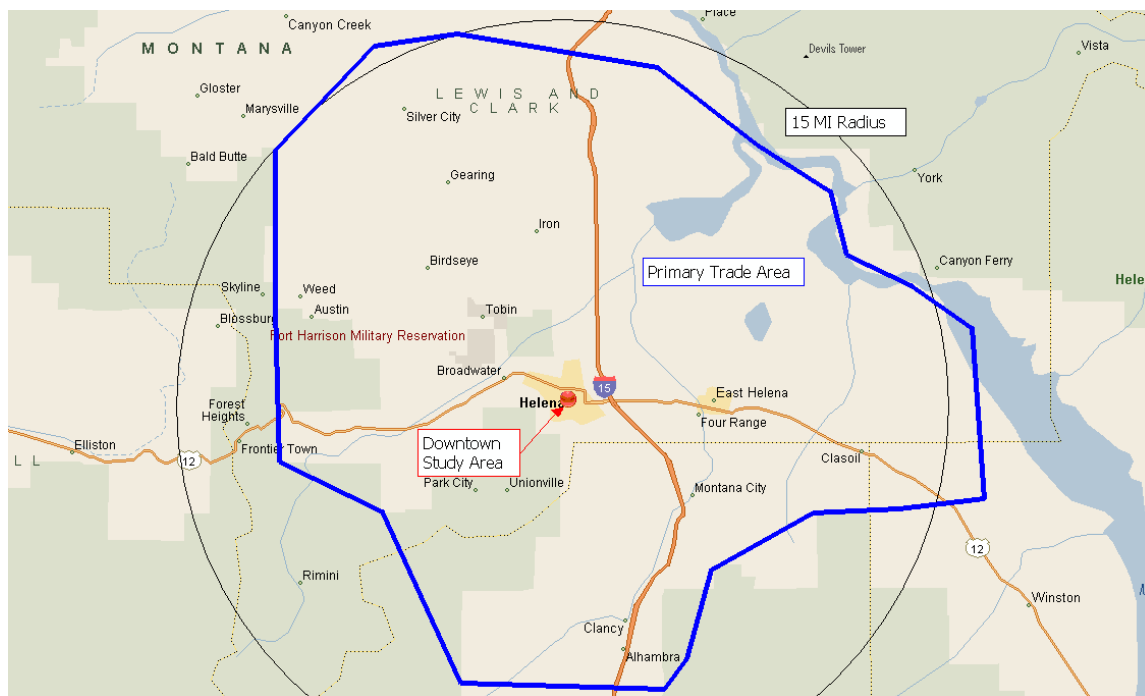 Canyon Creek
Place
MONTANA
Devils Tower
Vista
Gloster
LEWIS AND
CLARK
Marysville
Silver City
15 MI Radius
Bald Butte
York
Gearing
Iron
Birdseye
Primary Trade Area
Canyon Ferry
Hele
Skyline
Weed
Austin
Tobin
Blossburg
Fort Harrison Military Reservation
Broadwater
15
Helena
East Helena
Forest
Heights
Four Range
Elliston
Frontier Town
Downtown
Study Area
Clasoil
LL
12
Park City
Unionville
Montana City
12
Rimini
Winston
Clancy
Alhambra